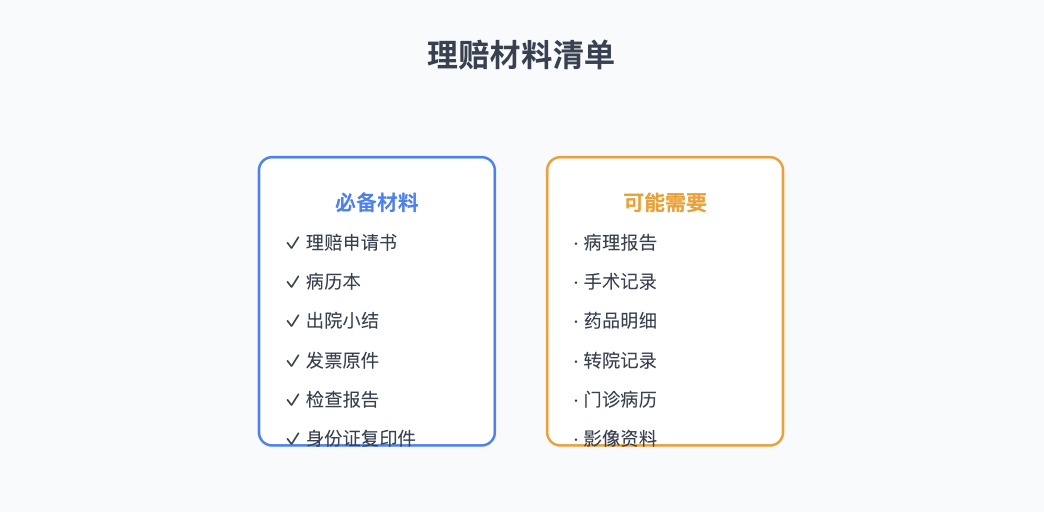 理赔材料清单
必备材料
✓ 理赔申请书
✓ 病历本
✓ 出院小结
✓ 发票原件
✓ 检查报告
✓ 身份证复印件
可能需要
· 病理报告
· 手术记录
· 药品明细
· 转院记录
· 门诊病历
· 影像资料